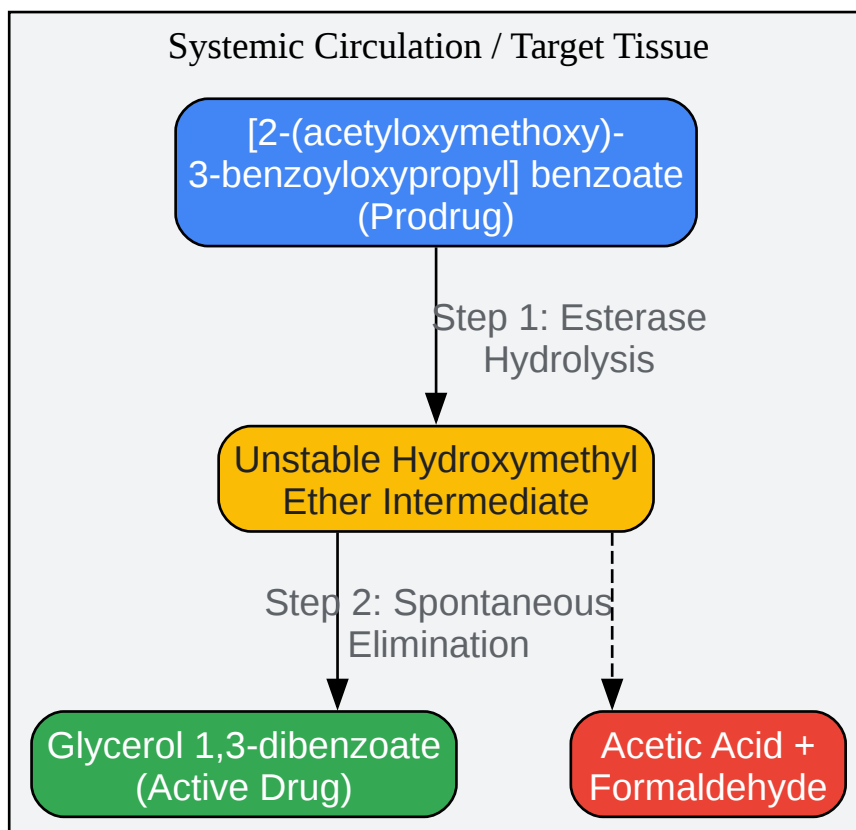 Systemic Circulation / Target Tissue
[2-(acetyloxymethoxy)-
3-benzoyloxypropyl] benzoate
(Prodrug)
Step 1: Esterase
Hydrolysis
Unstable Hydroxymethyl
Ether Intermediate
Step 2: Spontaneous
Elimination
Glycerol 1,3-dibenzoate
(Active Drug)
Acetic Acid +
Formaldehyde